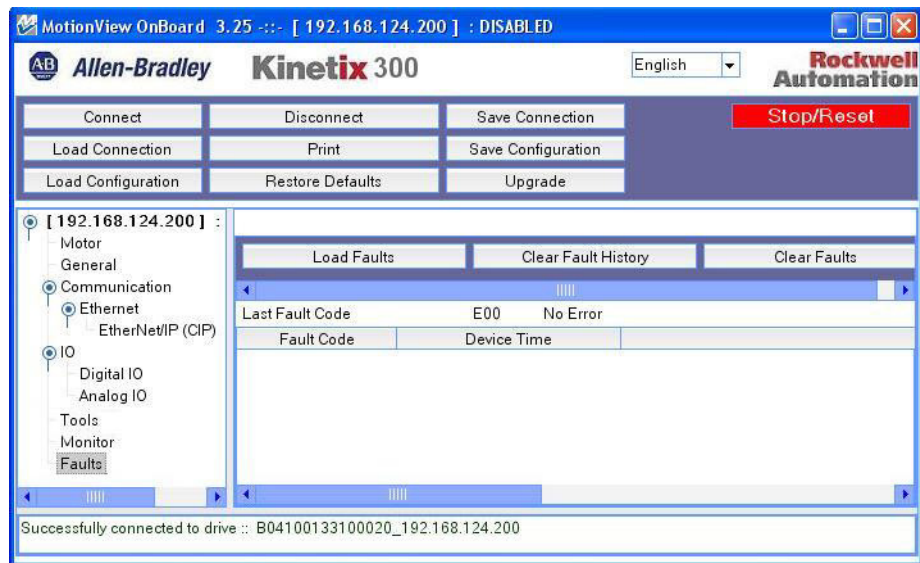 MotionView OnBoard 3.25 -::- [ 192.168.124.200 ] : DISABLED
AB Allen-Bradley Kinetix 300 English Rockwell Automation
Connect Disconnect Save Connection Stop/Reset
Load Connection Print Save Configuration
Load Configuration Restore Defaults Upgrade
[ 192.168.124.200 ] :
Motor
General
Communication
Ethernet
EtherNet/IP (CIP)
IO
Digital IO
Analog IO
Tools
Monitor
Faults
Load Faults Clear Fault History Clear Faults
Last Fault Code E00 No Error
Fault Code Device Time
Successfully connected to drive :: B04100133100020_192.168.124.200